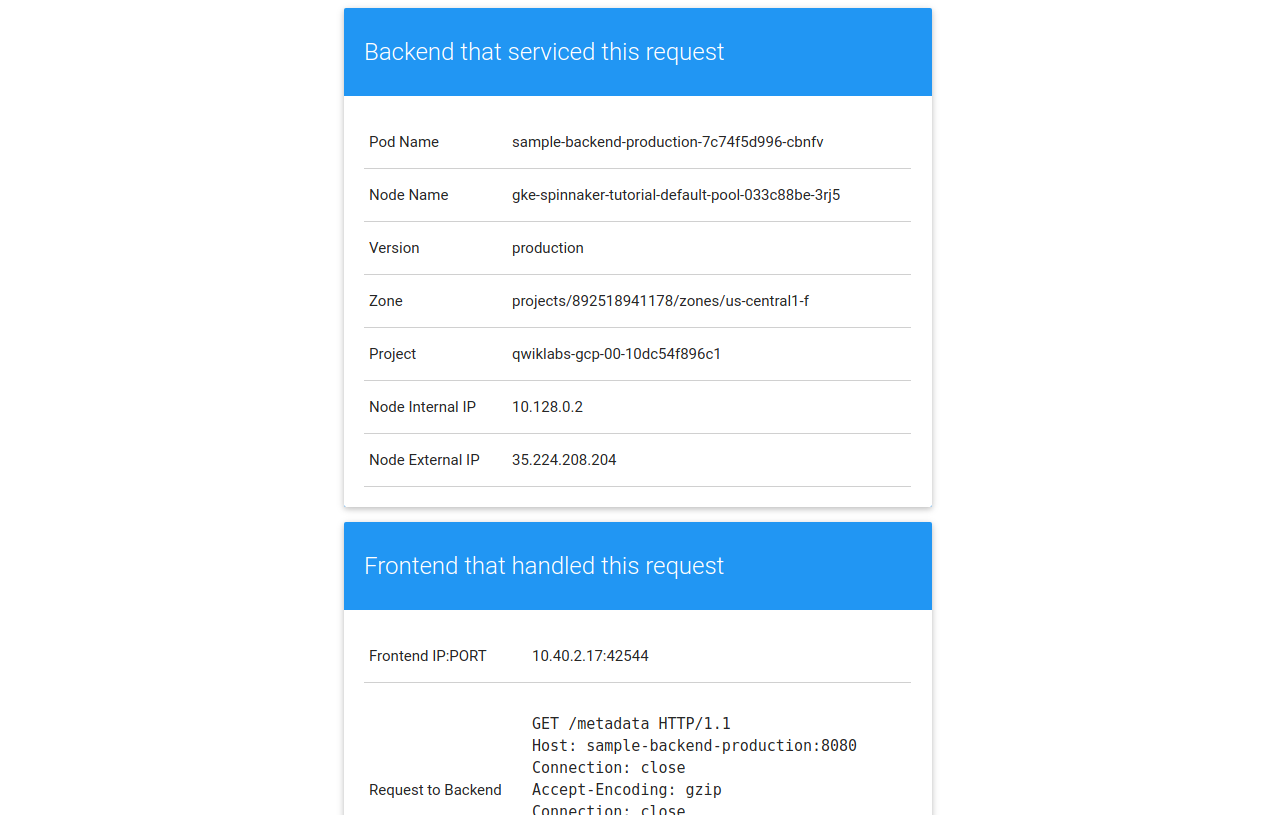 Backend that serviced this request
Pod Name sample-backend-production-7c74f5d996-cbnfv
Node Name gke-spinnaker-tutorial-default-pool-033c88be-3rj5
Version production
Zone projects/892518941178/zones/us-central1-f
Project qwiklabs-gcp-00-10dc54f896c1
Node Internal IP 10.128.0.2
Node External IP 35.224.208.204
Frontend that handled this request
Frontend IP:PORT 10.40.2.17:42544
GET /metadata HTTP/1.1
Host: sample-backend-production:8080
Connection: close
Request to Backend Accept-Encoding: gzip
Connection: close